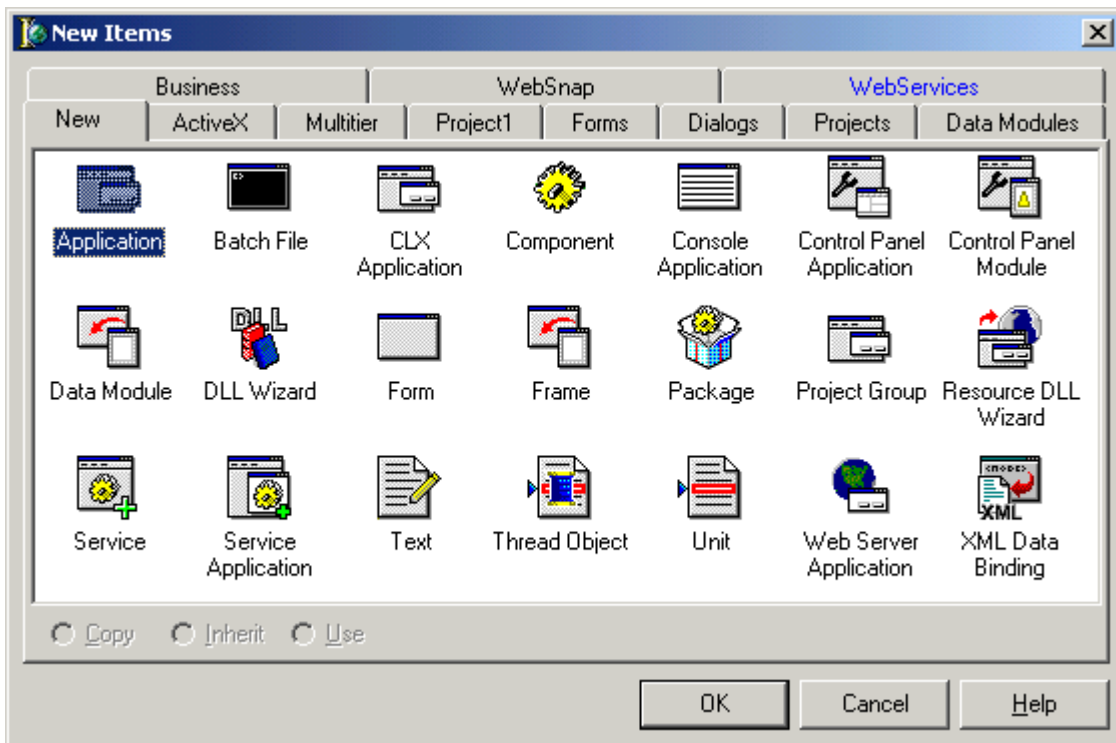 New Items
Business WebSnap WebServices
New ActiveX Multitier Project1 Forms Dialogs Projects Data Modules
Application Batch File CLX Application Component Console Application Control Panel Application Control Panel Module
Data Module DLL Wizard Form Frame Package Project Group Resource DLL Wizard
DLL
Service Service Application Text Thread Object Unit Web Server Application XML Data Binding
XML
Copy Inherit Use
OK Cancel Help